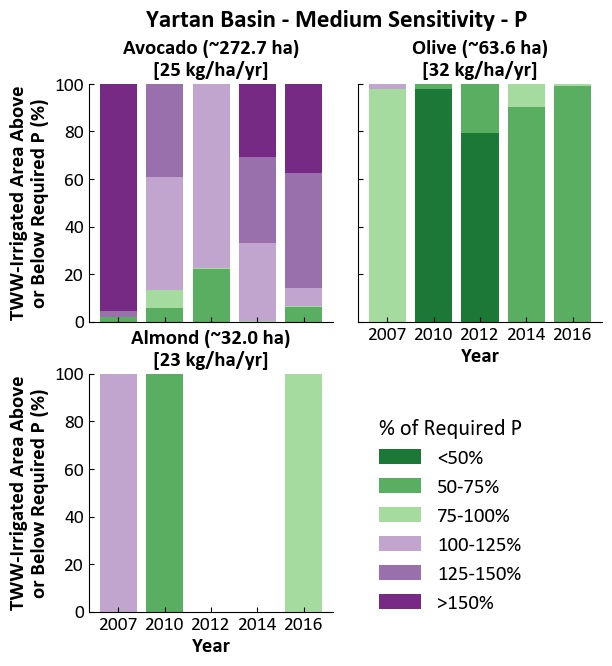 Yartan Basin - Medium Sensitivity - P
Avocado (~272.7 ha)
[25 kg/ha/yr]
Olive (~63.6 ha)
[32 kg/ha/yr]
TWW-Irrigated Area Above
or Below Required P (%)
100
80
60
40
20
0
2007 2010 2012 2014 2016
Year
Almond (~32.0 ha)
[23 kg/ha/yr]
TWW-Irrigated Area Above
or Below Required P (%)
100
80
60
40
20
0
2007 2010 2012 2014 2016
Year
% of Required P
<50%
50-75%
75-100%
100-125%
125-150%
>150%